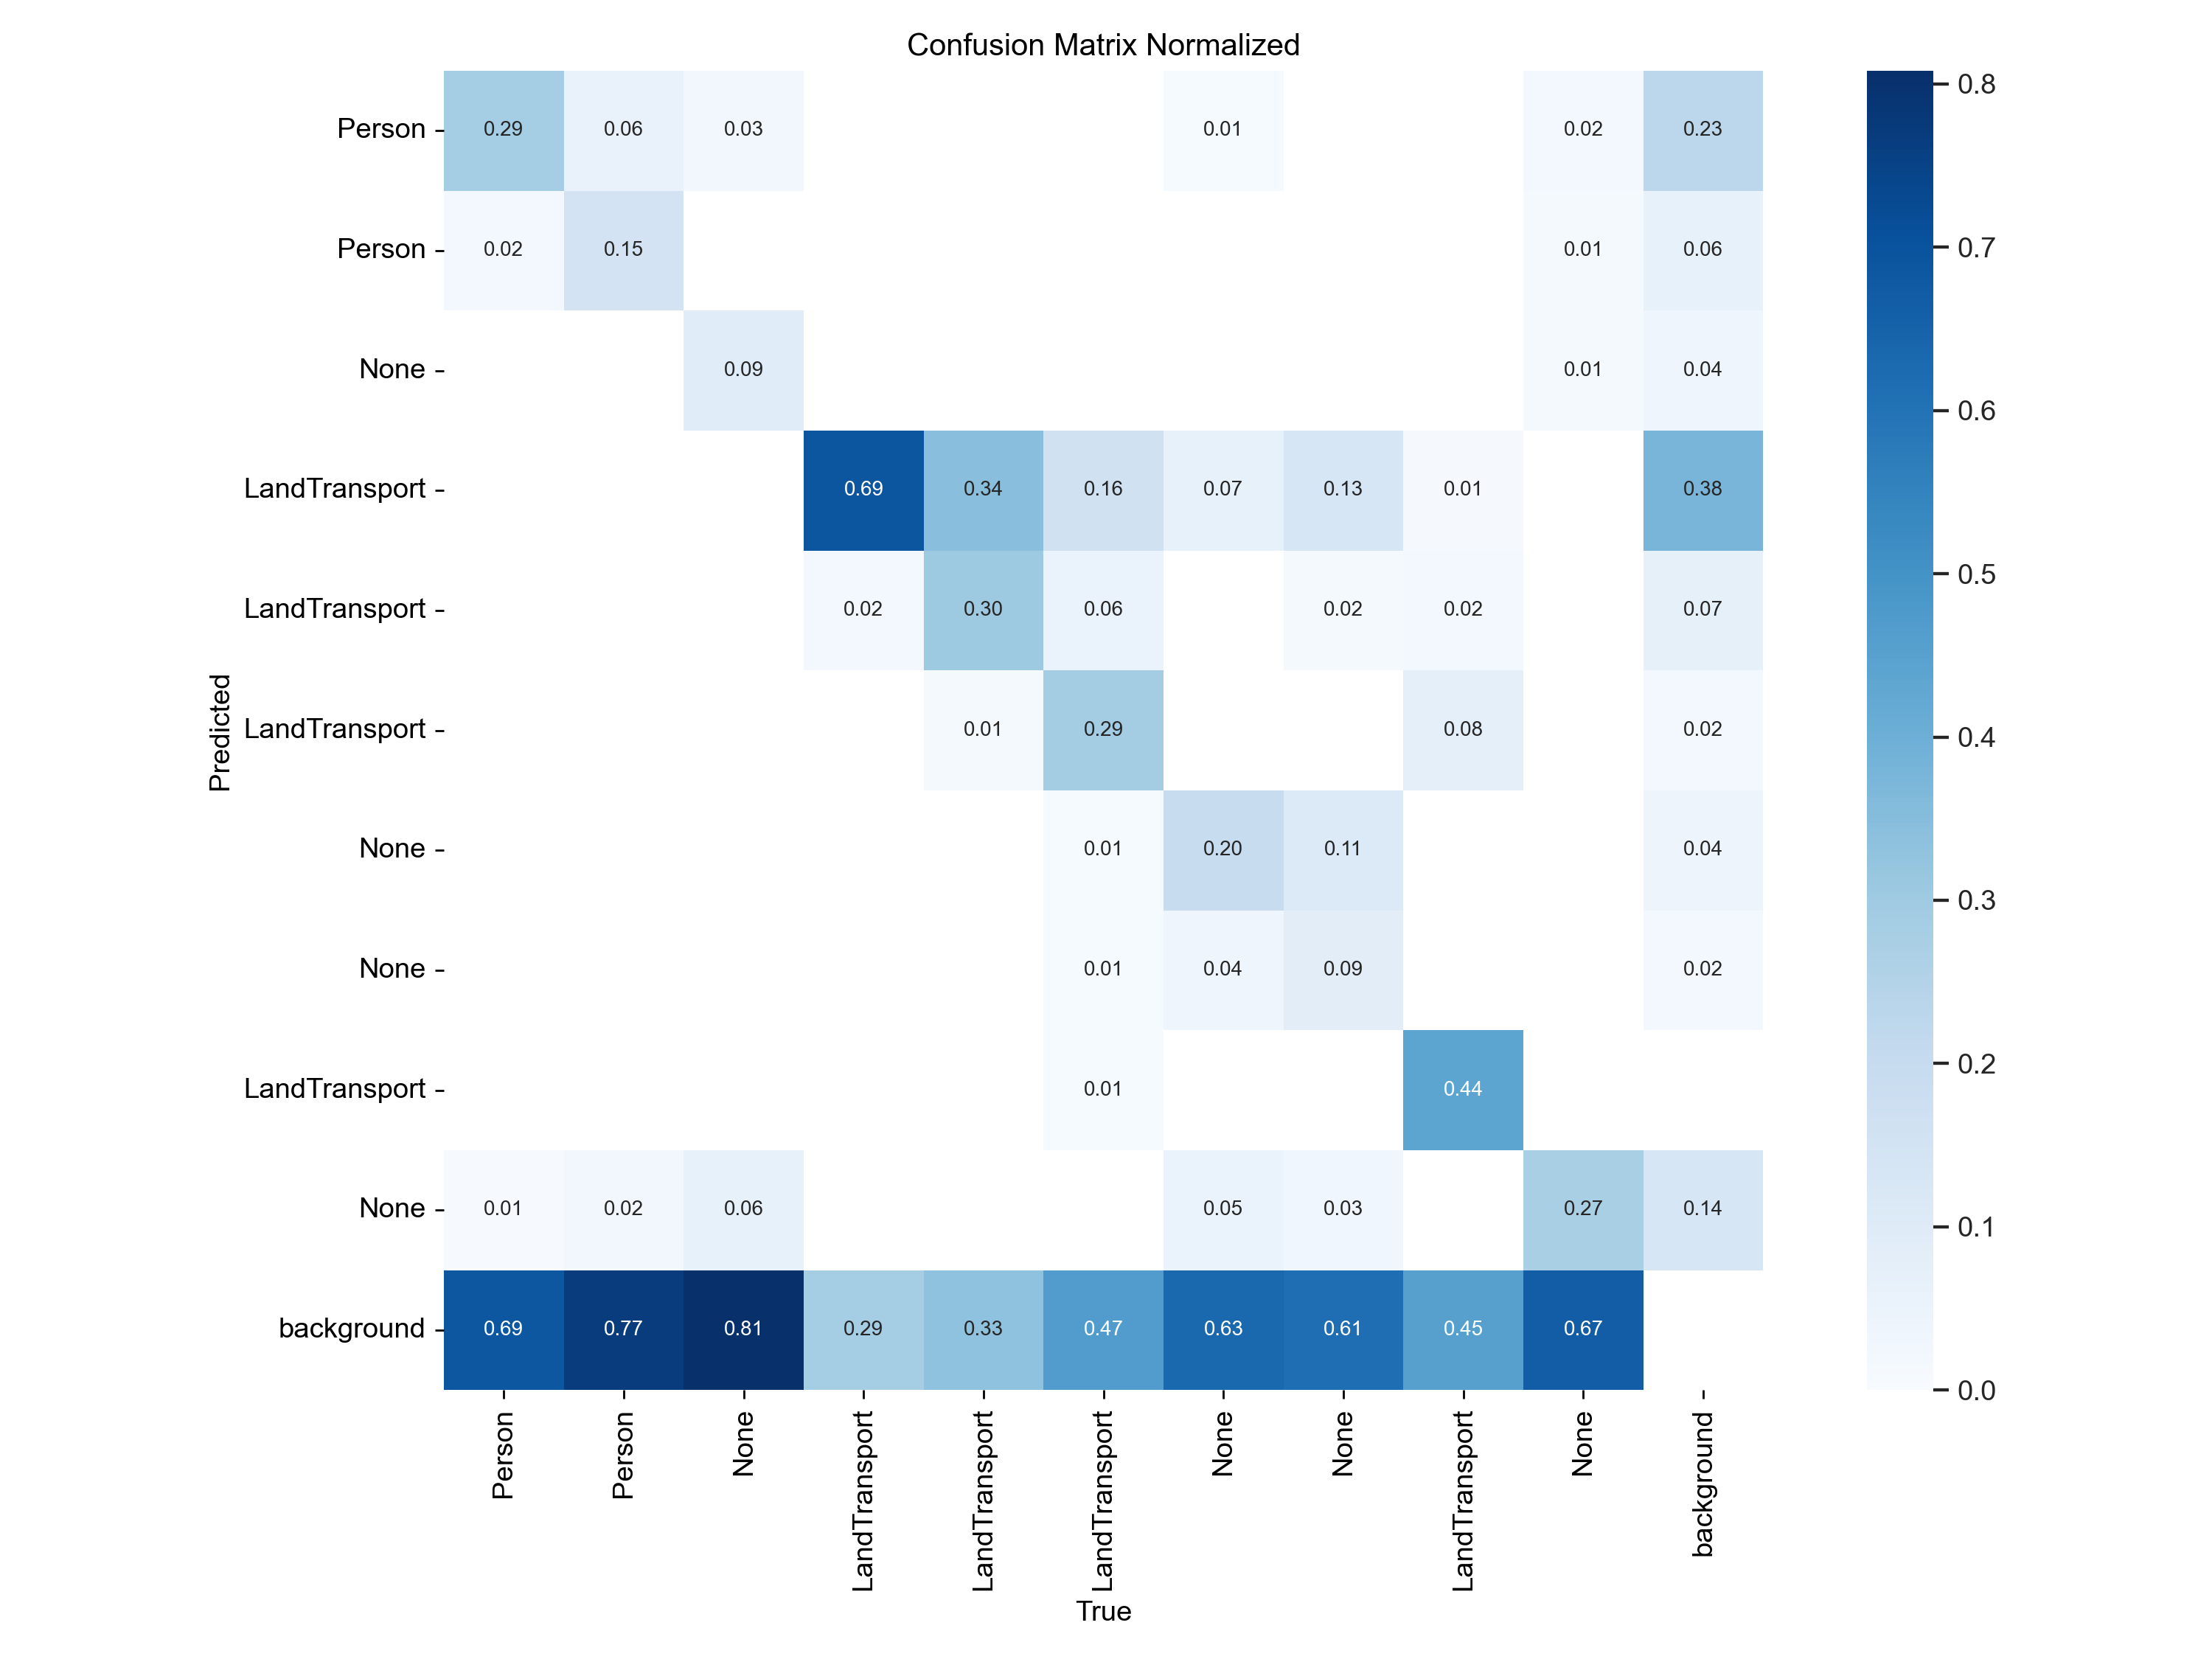 Confusion Matrix Normalized
Person 0.29 0.06 0.03 0.01 0.02 0.23
Person 0.02 0.15 0.01 0.06
None 0.09 0.01 0.04
LandTransport 0.69 0.34 0.16 0.07 0.13 0.01 0.38
LandTransport 0.02 0.30 0.06 0.02 0.02 0.07
LandTransport 0.01 0.29 0.08 0.02
None 0.01 0.20 0.11 0.04
None 0.01 0.04 0.09 0.02
LandTransport 0.01 0.44
None 0.01 0.02 0.06 0.05 0.03 0.27 0.14
background 0.69 0.77 0.81 0.29 0.33 0.47 0.63 0.61 0.45 0.67
Predicted
Person
Person
None
LandTransport
LandTransport
LandTransport
None
None
LandTransport
None
background
True
0.8
0.7
0.6
0.5
0.4
0.3
0.2
0.1
0.0